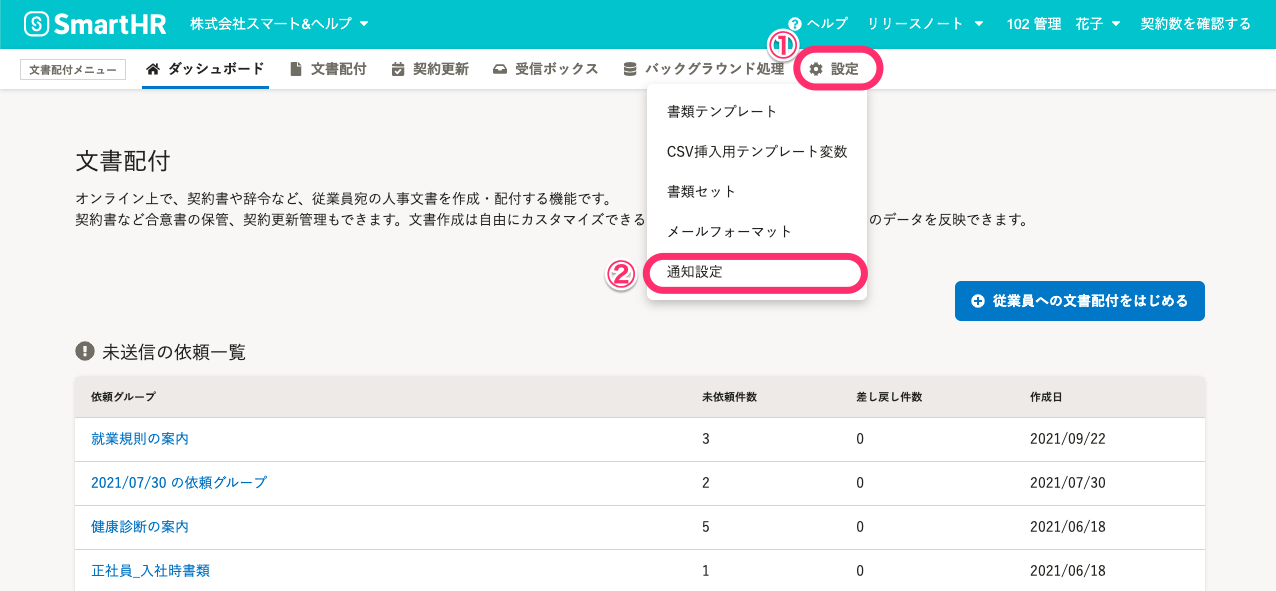 SmartHR 株式会社スマート&ヘルプ ヘルプ リリースノート 102 管理 花子 契約数を確認する
①
文書配付メニュー ダッシュボード 文書配付 契約更新 受信ボックス バックグラウンド処理 設定
書類テンプレート
CSV挿入用テンプレート変数
書類セット
メールフォーマット
② 通知設定
文書配付
オンライン上で、契約書や辞令など、従業員宛の人事文書を作成・配付する機能です。
契約書など合意書の保管、契約更新管理もできます。文書作成は自由にカスタマイズできる のデータを反映できます。
従業員への文書配付をはじめる
未送信の依頼一覧
依頼グループ 未依頼件数 差し戻し件数 作成日
就業規則の案内 3 0 2021/09/22
2021/07/30 の依頼グループ 2 0 2021/07/30
健康診断の案内 5 0 2021/06/18
正社員_入社時書類 1 0 2021/06/18